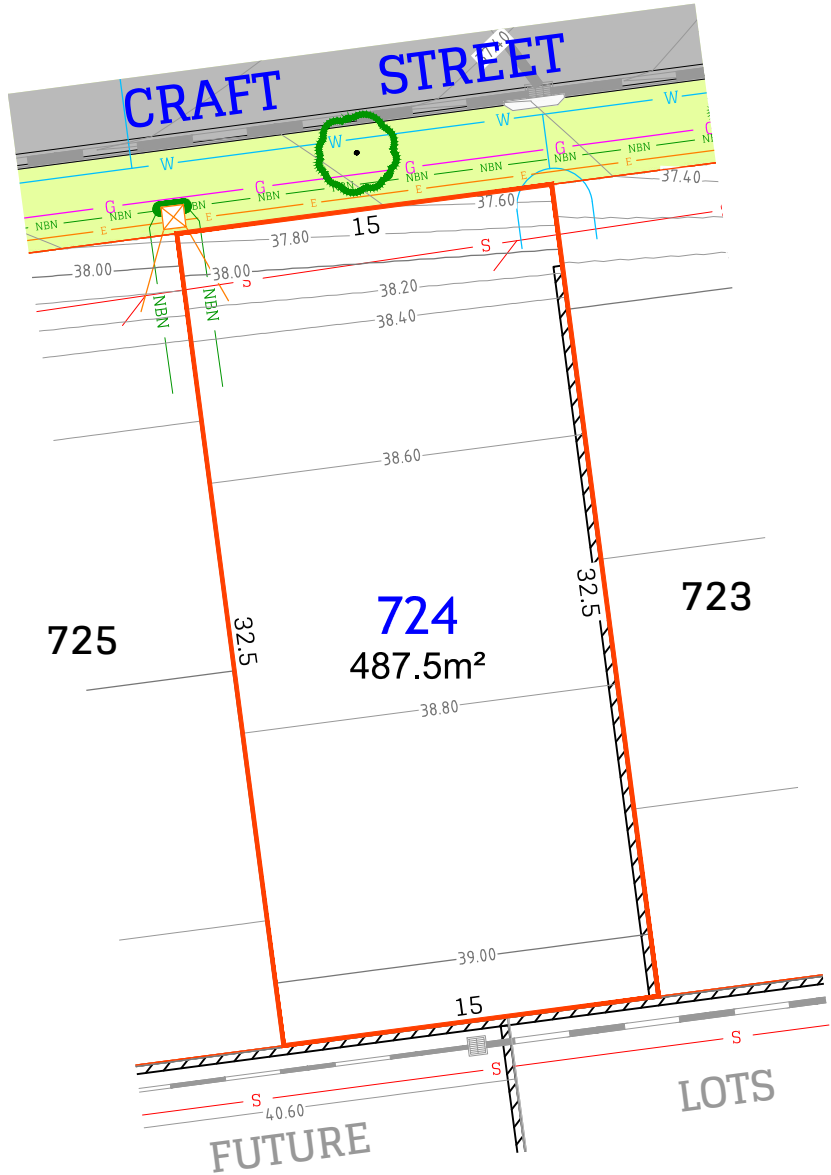 CRAFT STREET
W W W W
G G G G
NBN NBN NBN NBN NBN NBN
E E E E E
37.40
37.60
15
37.80
S
38.00 38.00
S
38.20
NBN NBN
38.40
38.60
32.5
724
487.5m²
32.5
723
725
38.80
39.00
15
S S S
40.60
FUTURE LOTS